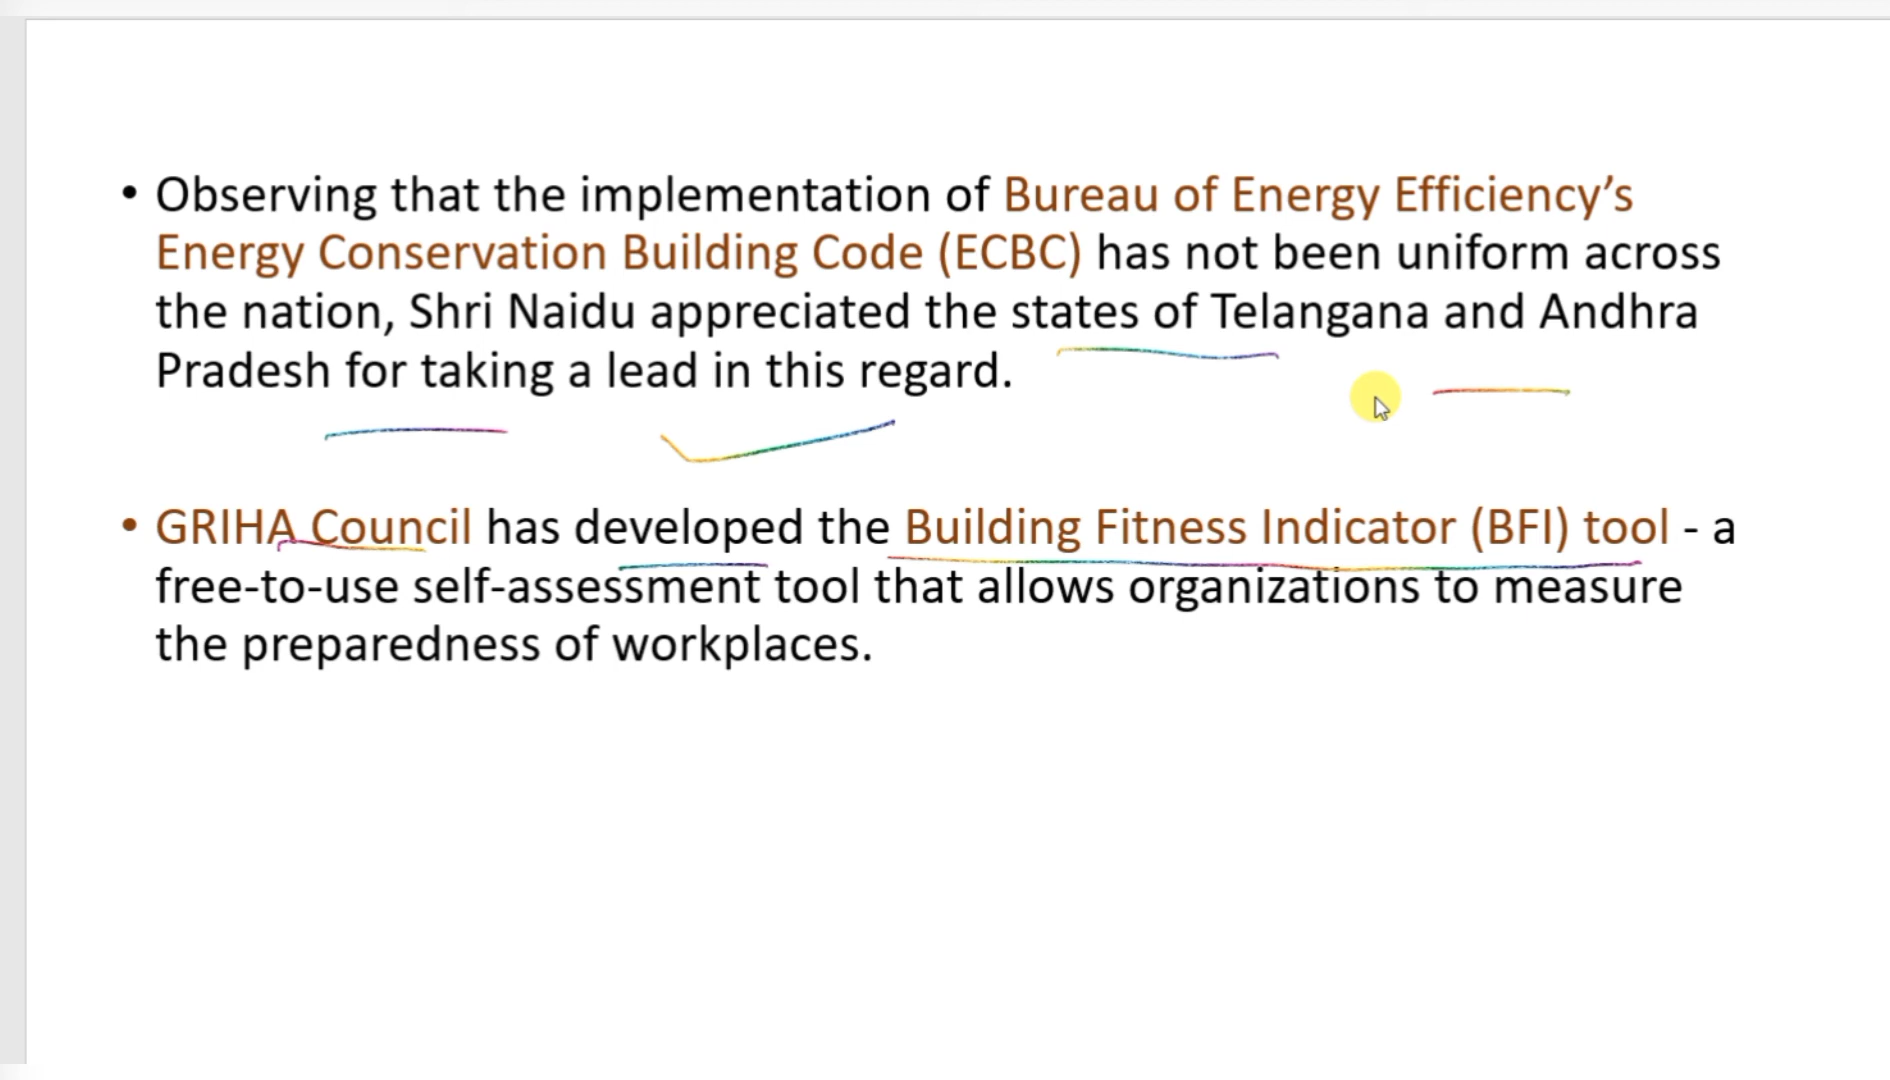 • Observing that the implementation of Bureau of Energy Efficiency’s
Energy Conservation Building Code (ECBC) has not been uniform across
the nation, Shri Naidu appreciated the states of Telangana and Andhra
Pradesh for taking a lead in this regard.
• GRIHA Council has developed the Building Fitness Indicator (BFI) tool - a
free-to-use self-assessment tool that allows organizations to measure
the preparedness of workplaces.